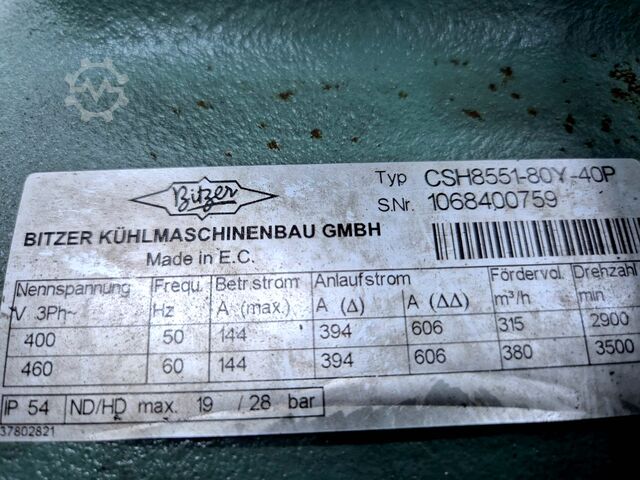 Bitzer
Typ CSH8551-80Y-40P
S.Nr. 1068400759
BITZER KÜHLMASCHINENBAU GMBH
Made in E.C.
Nennspannung Frequ. Betr.strom Anlaufstrom Fördervol. Drehzahl
V 3Ph~ Hz A (max.) A (Δ) A (ΔΔ) m³/h min
400 50 144 394 606 315 2900
460 60 144 394 606 380 3500
IP 54 ND/HD max. 19 / 28 bar
37802821